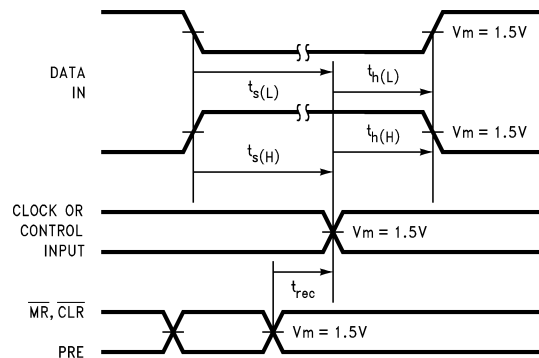 Vm = 1.5V
DATA
IN
ts(L)
th(L)
Vm = 1.5V
ts(H)
th(H)
CLOCK OR
CONTROL
INPUT
Vm = 1.5V
trec
MR, CLR
Vm = 1.5V
PRE